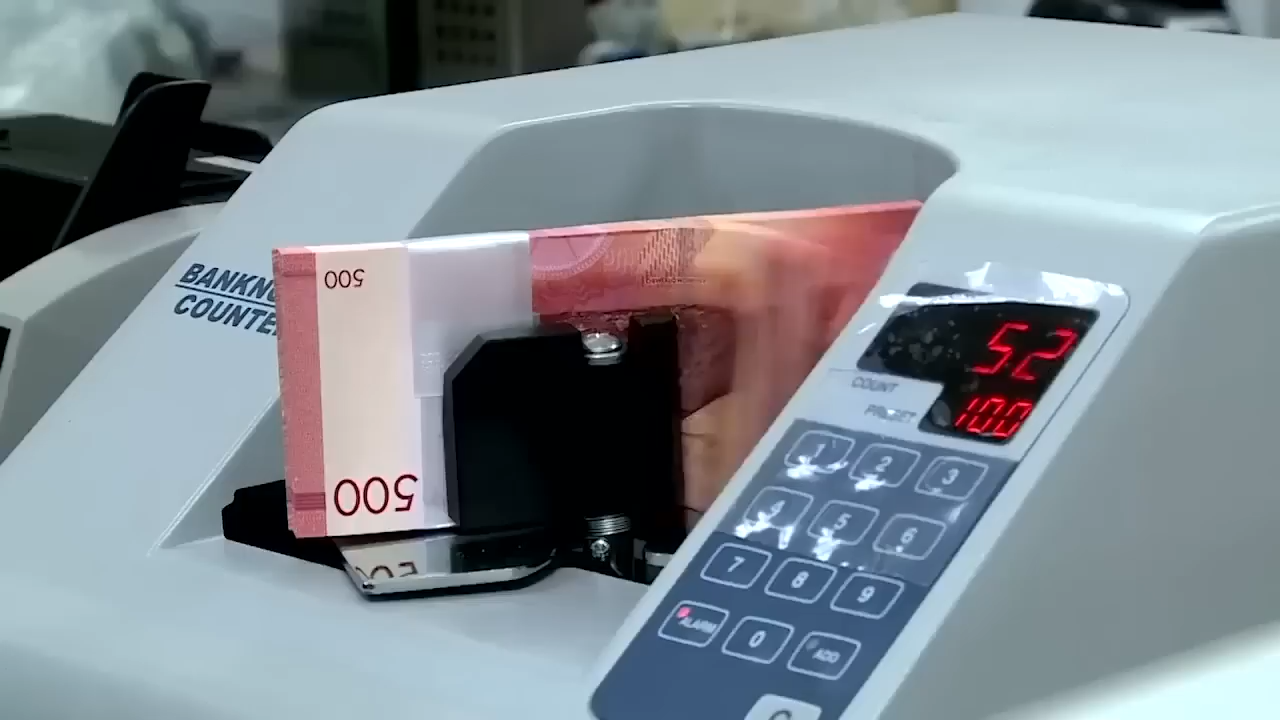 BANKN
COUNTE
500
500
52
COUNT
100
PRESET
1 2 3
4 5 6
7 8 9
ALARM 0 ADD